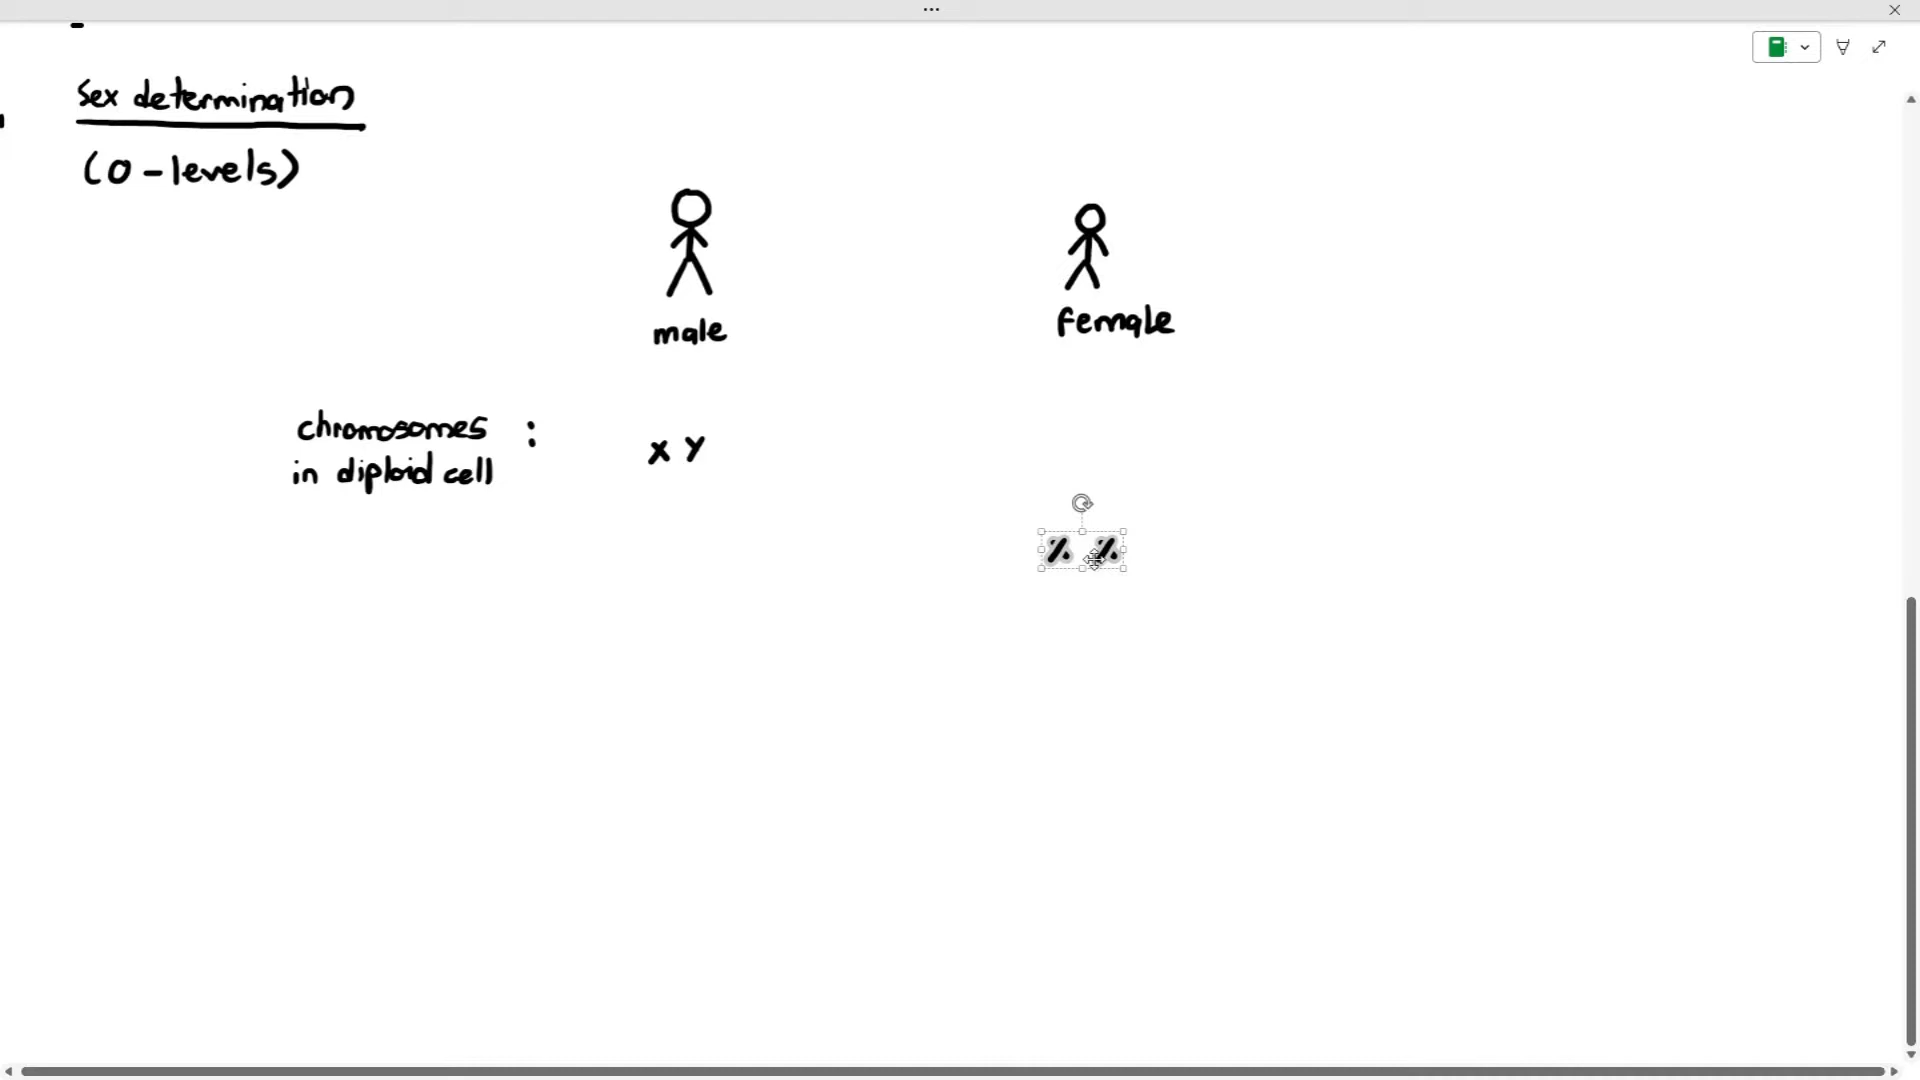 Sex determination
(O-levels)
male
female
chromosomes :
in diploid cell
X Y
X X